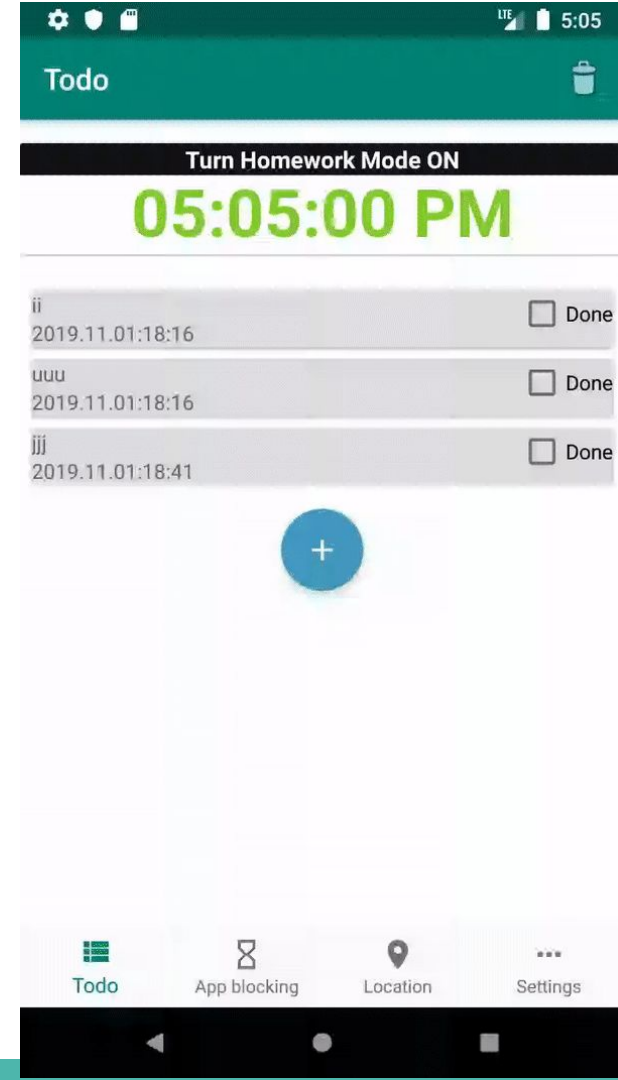 LTE 5:05
Todo
Turn Homework Mode ON
05:05:00 PM
ii
2019.11.01:18:16
Done
uuu
2019.11.01:18:16
Done
jjj
2019.11.01:18:41
Done
+
Todo App blocking Location Settings